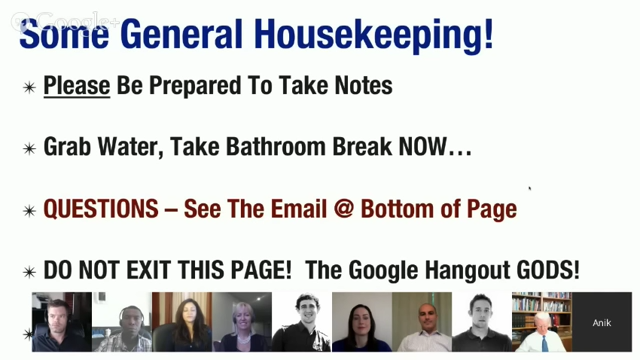 Google+
Some General Housekeeping!
Please Be Prepared To Take Notes
Grab Water, Take Bathroom Break NOW…
QUESTIONS – See The Email @ Bottom of Page
DO NOT EXIT THIS PAGE! The Google Hangout GODS!
Anik